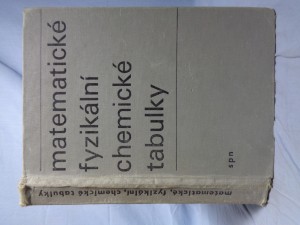 matematické
fyzikální
chemické
tabulky
spn
matematické, fyzikální, chemické tabulky